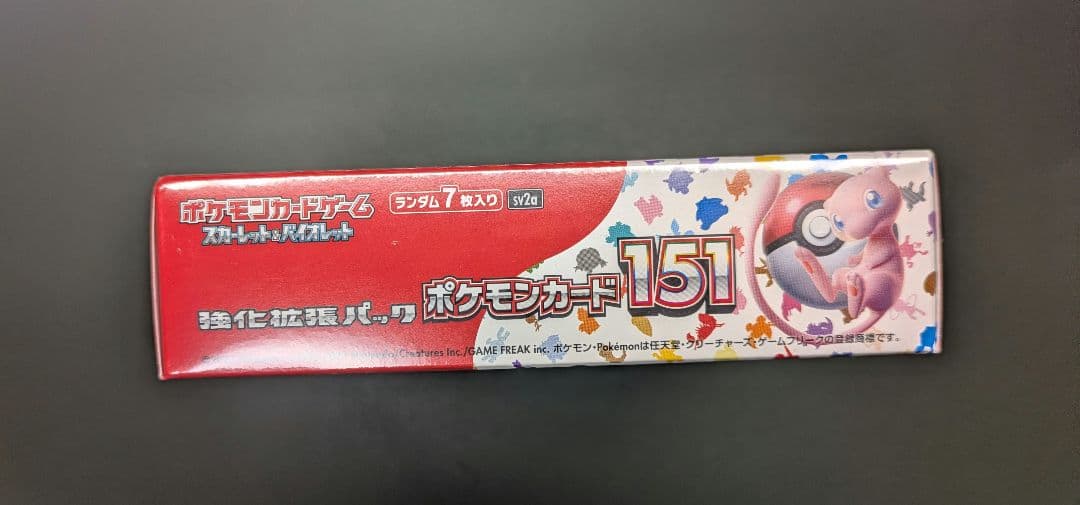 ポケモンカードゲーム
スカーレット&バイオレット
ランダム7枚入り
sv2a
強化拡張パック
ポケモンカード151
/Creatures Inc./GAME FREAK inc. ポケモン・Pokémonは任天堂・クリーチャーズ・ゲームフリークの登録商標です。